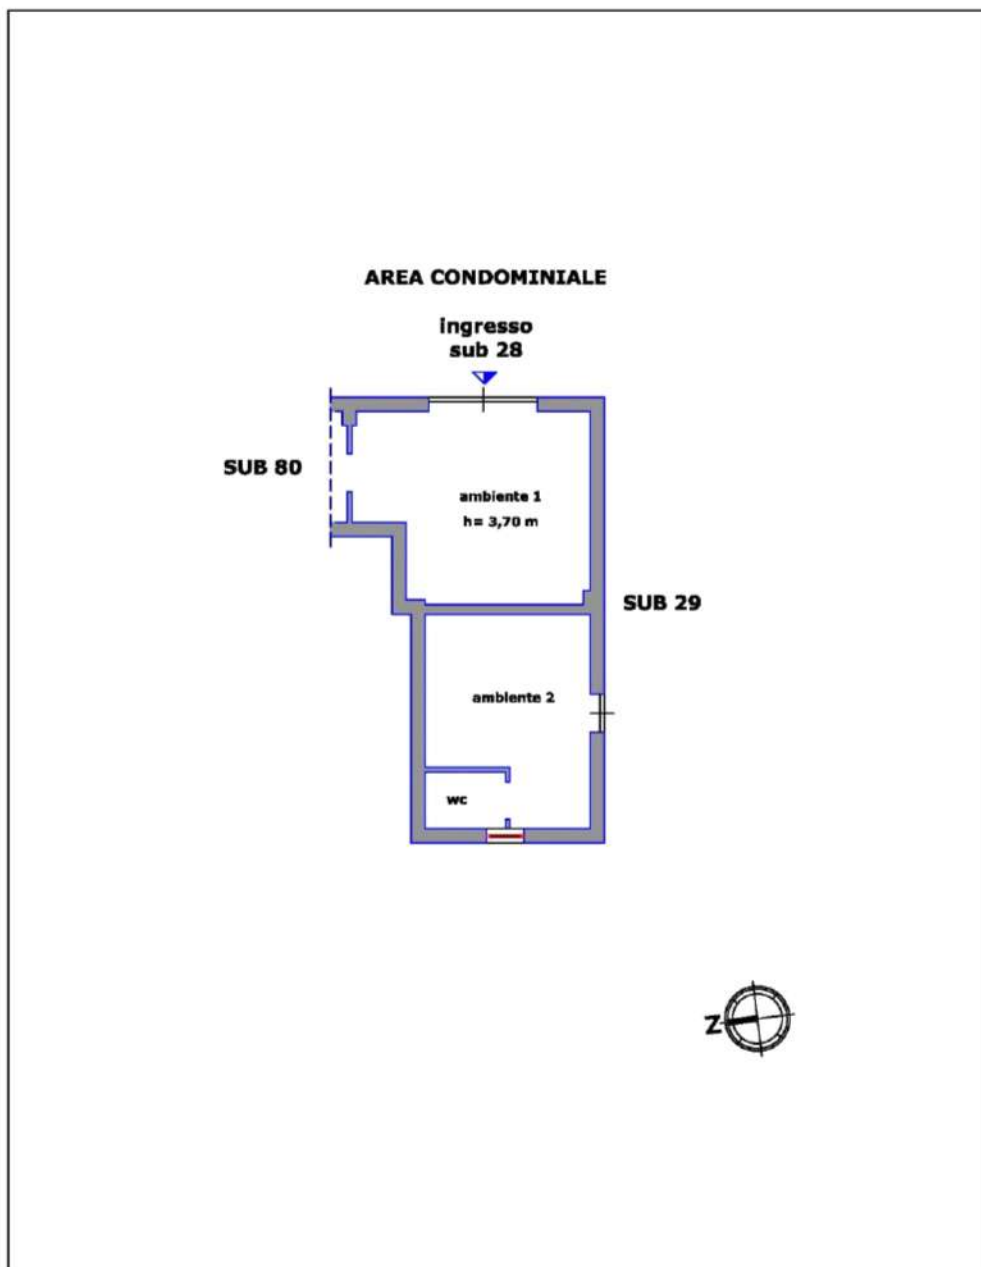 AREA CONDOMINIALE
ingresso
sub 28
SUB 80
ambiente 1
h= 3,70 m
SUB 29
ambiente 2
wc
N